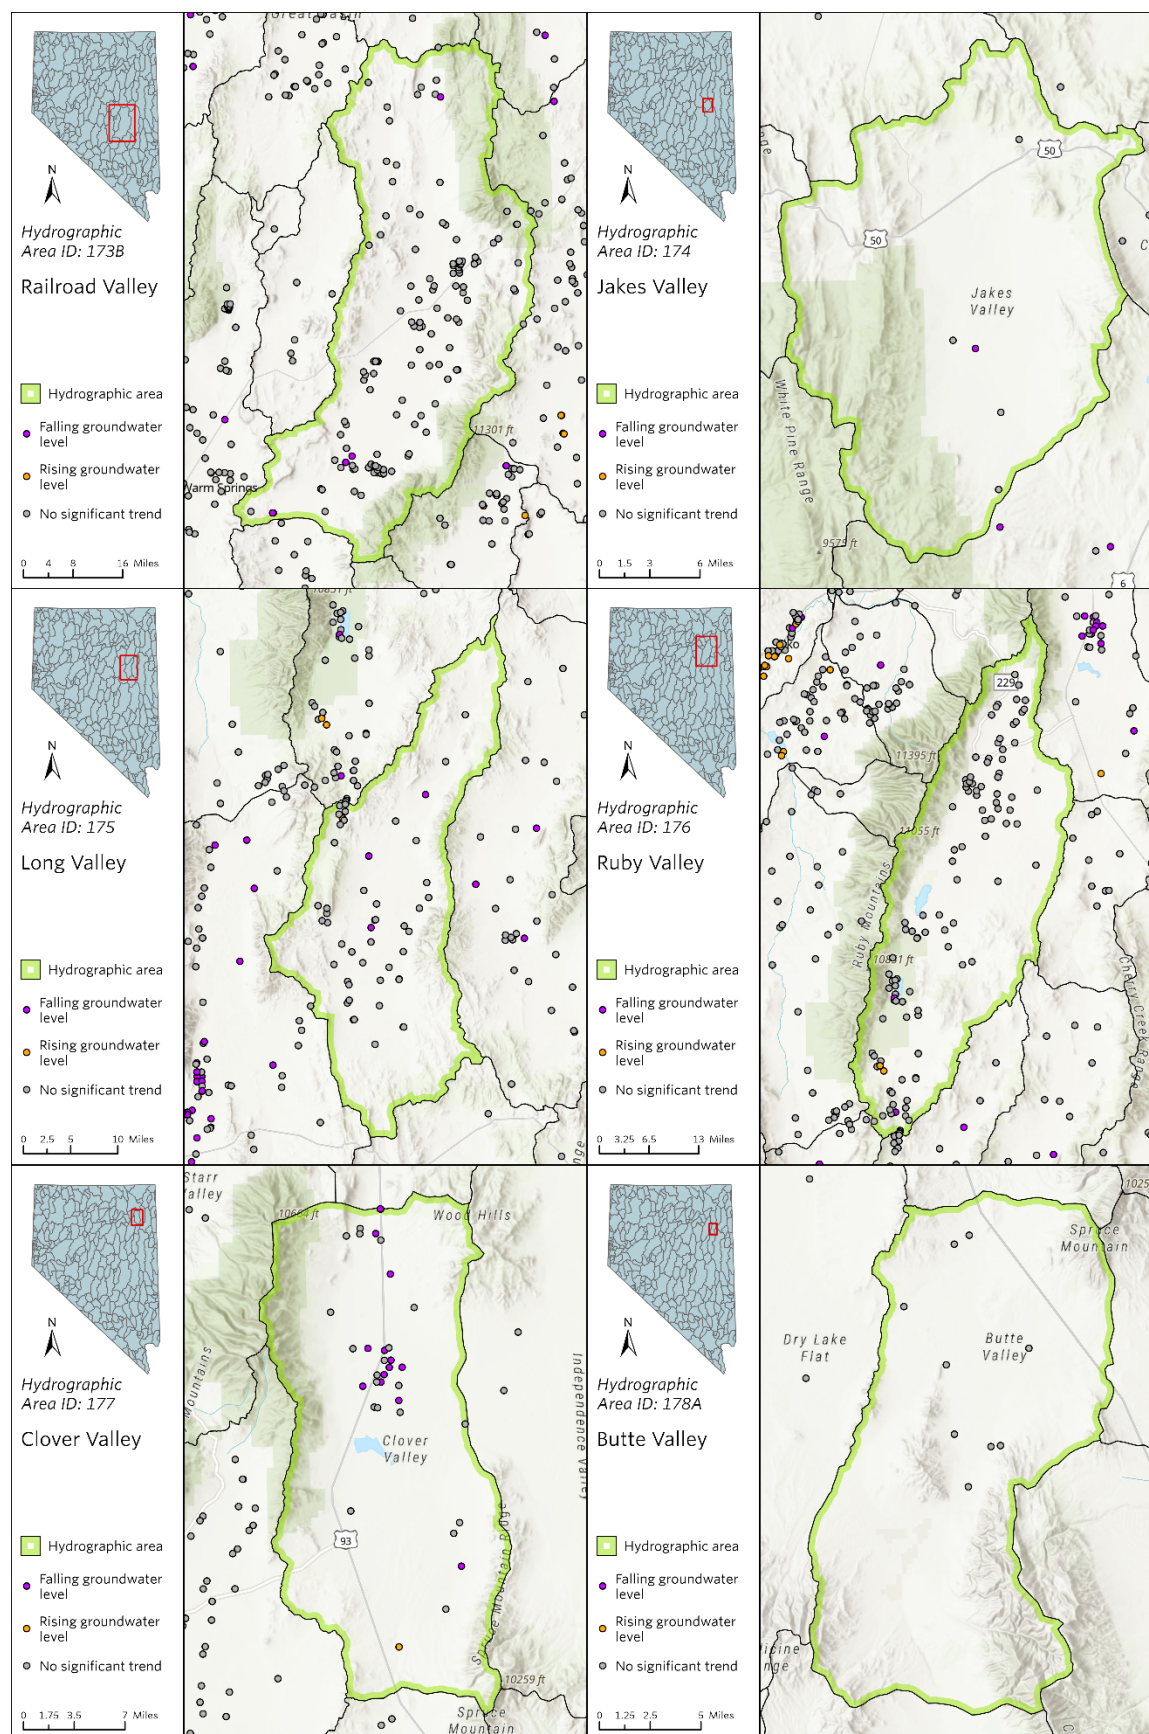 N
Hydrographic
Area ID: 173B
Railroad Valley
Hydrographic area
Falling groundwater
level
Rising groundwater
level
No significant trend
0 4 8 16 Miles
Great Basin
11301 ft
Warm Springs
N
Hydrographic
Area ID: 174
Jakes Valley
Hydrographic area
Falling groundwater
level
Rising groundwater
level
No significant trend
0 1.5 3 6 Miles
50
50
Jakes
Valley
White Pine Range
9575 ft
6
N
Hydrographic
Area ID: 175
Long Valley
Hydrographic area
Falling groundwater
level
Rising groundwater
level
No significant trend
0 2.5 5 10 Miles
N
Hydrographic
Area ID: 176
Ruby Valley
Hydrographic area
Falling groundwater
level
Rising groundwater
level
No significant trend
0 3.25 6.5 13 Miles
229
11395 ft
Ruby Mountains
Cherry Creek Range
N
Hydrographic
Area ID: 177
Clover Valley
Hydrographic area
Falling groundwater
level
Rising groundwater
level
No significant trend
0 1.75 3.5 7 Miles
Starr
Valley
Wood Hills
Mountains
Independence Valley
Clover
Valley
93
Spruce Mountain Range
10259 ft
Spruce
Mountain
N
Hydrographic
Area ID: 178A
Butte Valley
Hydrographic area
Falling groundwater
level
Rising groundwater
level
No significant trend
0 1.25 2.5 5 Miles
Spruce
Mountain
Dry Lake
Flat
Butte
Valley